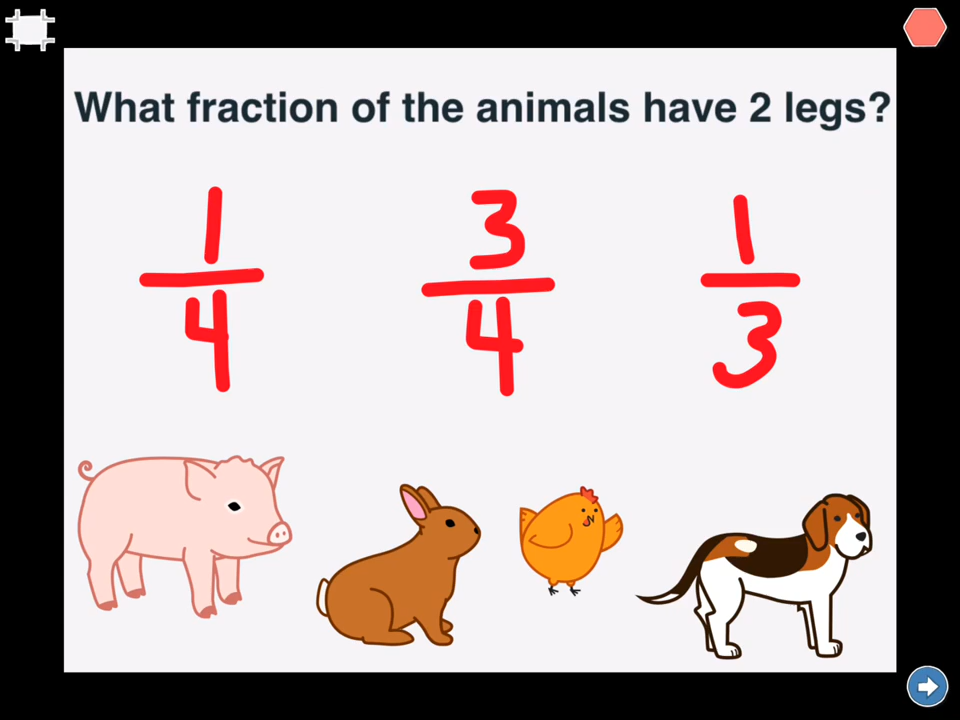 What fraction of the animals have 2 legs?
1/4 3/4 1/3